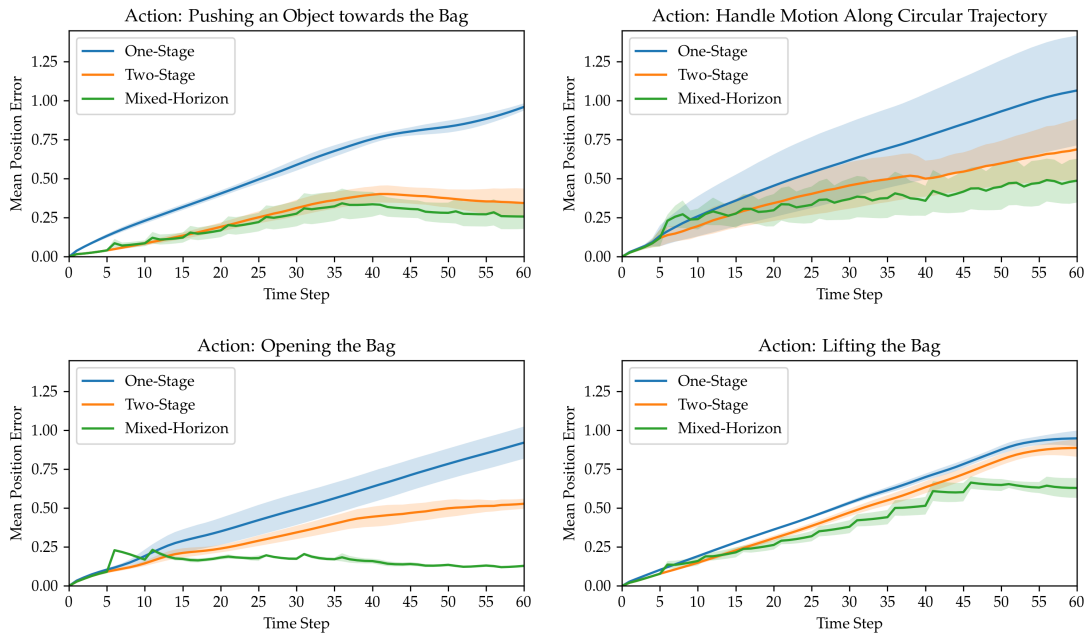 Action: Pushing an Object towards the Bag
Mean Position Error
1.25
1.00
0.75
0.50
0.25
0.00
One-Stage
Two-Stage
Mixed-Horizon
0 5 10 15 20 25 30 35 40 45 50 55 60
Time Step
Action: Handle Motion Along Circular Trajectory
Mean Position Error
1.25
1.00
0.75
0.50
0.25
0.00
One-Stage
Two-Stage
Mixed-Horizon
0 5 10 15 20 25 30 35 40 45 50 55 60
Time Step
Action: Opening the Bag
Mean Position Error
1.25
1.00
0.75
0.50
0.25
0.00
One-Stage
Two-Stage
Mixed-Horizon
0 5 10 15 20 25 30 35 40 45 50 55 60
Time Step
Action: Lifting the Bag
Mean Position Error
1.25
1.00
0.75
0.50
0.25
0.00
One-Stage
Two-Stage
Mixed-Horizon
0 5 10 15 20 25 30 35 40 45 50 55 60
Time Step